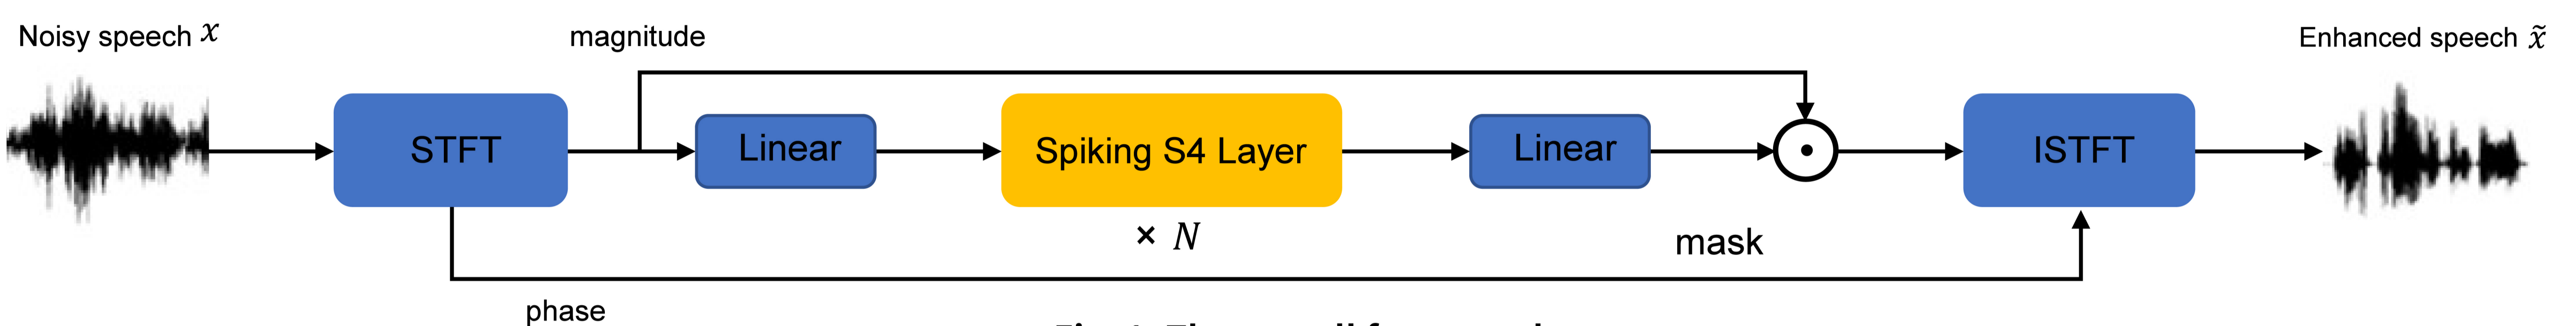 Noisy speech x
magnitude
Enhanced speech x̃
STFT
Linear
Spiking S4 Layer
Linear
ISTFT
× N
mask
phase